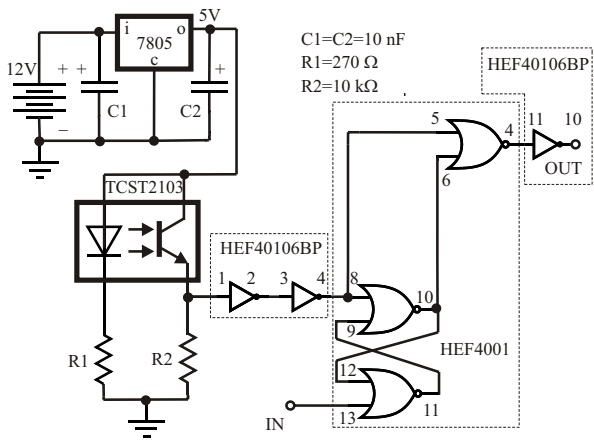 5V
i 7805 o
c
12V
+ +
+
C1
C2
−
C1=C2=10 nF
R1=270 Ω
R2=10 kΩ
HEF40106BP
5
4
11
10
6
OUT
TCST2103
HEF40106BP
1
2
3
4
8
10
9
HEF4001
12
11
13
IN
R1
R2